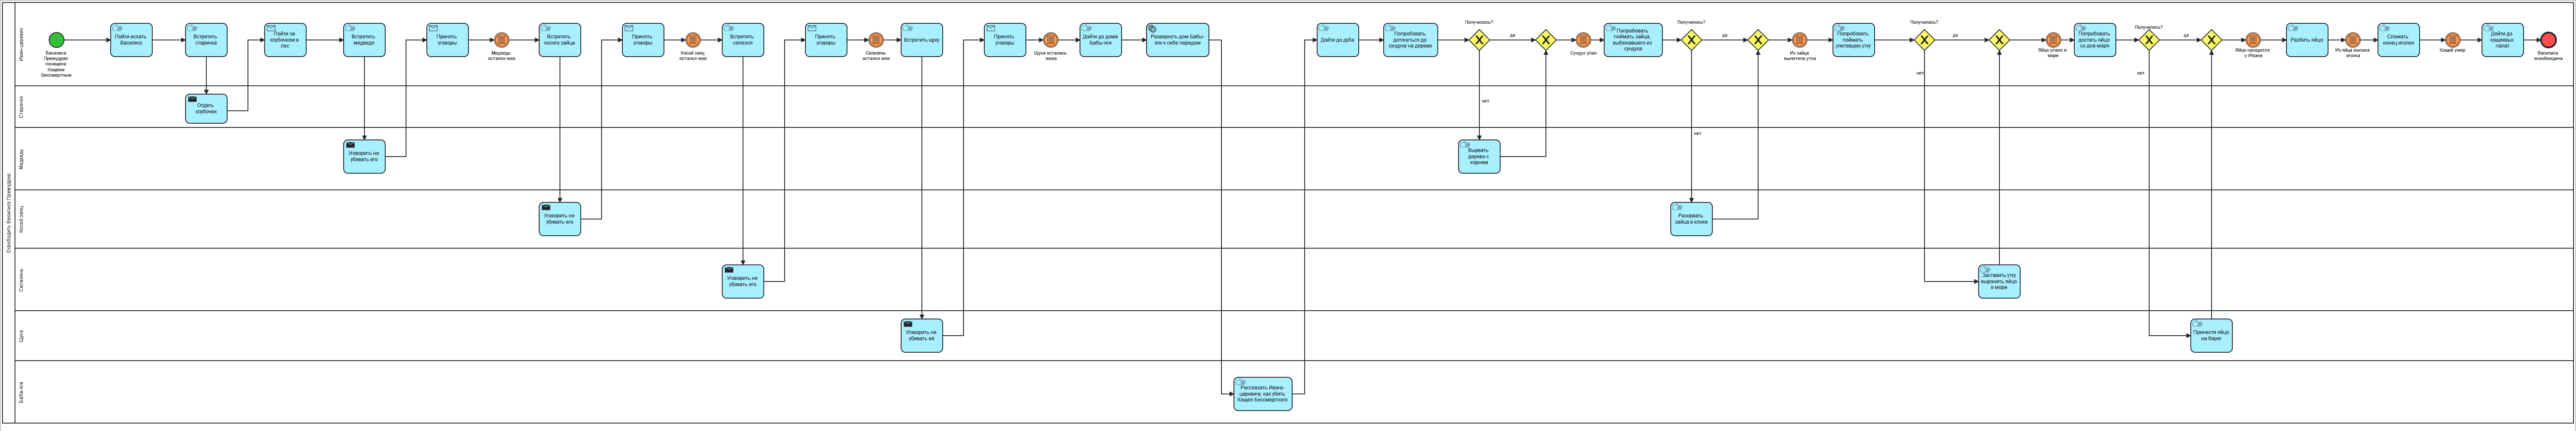 Освободить Василису Премудрую
Иван-царевич
Василиса
Премудрая
похищена
Кощеем
Бессмертным
Пойти искать
Василису
Встретить
старичка
Пойти за
клубочком в
лес
Встретить
медведя
Принять
уговоры
Медведь
остался жив
Встретить
косого зайца
Принять
уговоры
Косой заяц
остался жив
Встретить
селезня
Принять
уговоры
Селезень
остался жив
Встретить щуку
Принять
уговоры
Щука осталась
жива
Дойти до дома
Бабы-яги
Развернуть дом Бабы-
яги к себе передом
Дойти до дуба
Попробовать
дотянуться до
сундука на дереве
Получилось?
да
нет
Сундук упал
Попробовать
поймать зайца,
выбежавшего из
сундука
Получилось?
да
нет
Из зайца
вылетела утка
Попробовать
поймать
улетевшую утку
Получилось?
да
нет
Яйцо упало в
море
Попробовать
достать яйцо
со дна моря
Получилось?
да
нет
Яйцо находится
у Ивана
Разбить яйцо
Из яйца выпала
иголка
Сломать
конец иголки
Кощей умер
Дойти до
кощеевых
палат
Василиса
освобождена
Старичок
Отдать
клубочек
Медведь
Уговорить не
убивать его
Вырвать
дерево с
корнем
Косой заяц
Уговорить не
убивать его
Разорвать
зайца в клоки
Селезень
Уговорить не
убивать его
Заставить утку
выронить яйцо
в море
Щука
Уговорить не
убивать её
Принести яйцо
на берег
Баба-яга
Рассказать Ивану-
царевичу, как убить
Кощея Бессмертного